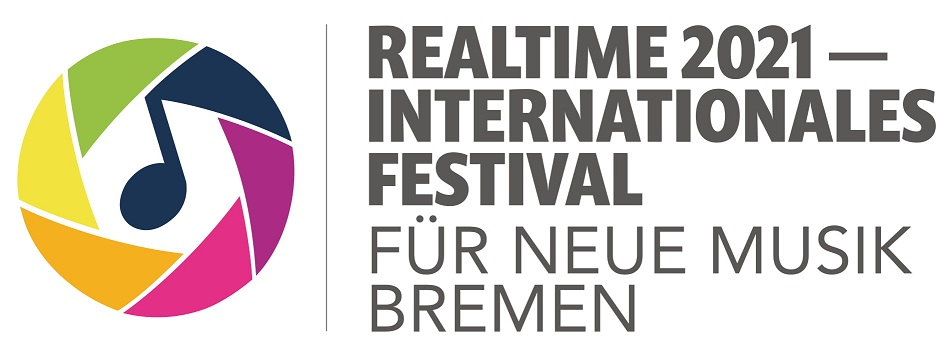 REALTIME 2021 —
INTERNATIONALES
FESTIVAL
FÜR NEUE MUSIK
BREMEN